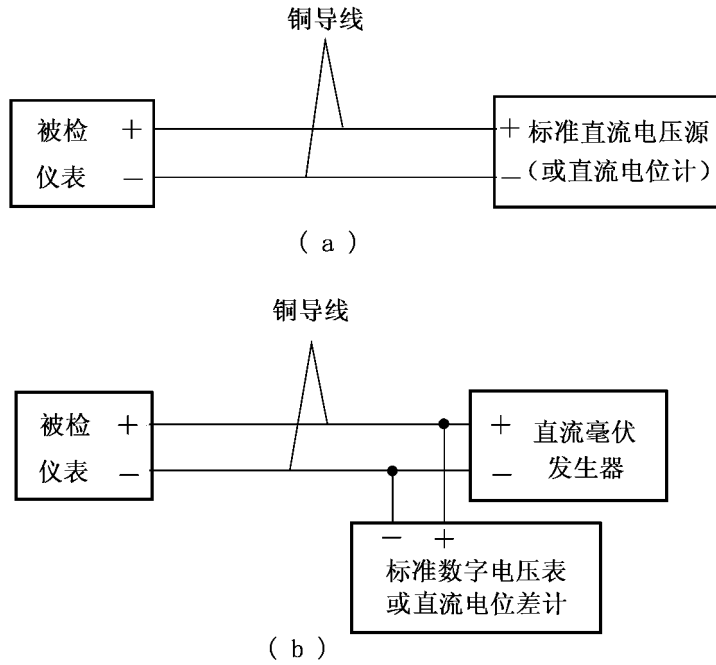 铜导线
被检 +
仪表 −
+ 标准直流电压源
−（或直流电位计）
( a )
铜导线
被检 +
仪表 −
+ 直流毫伏
− 发生器
− +
标准数字电压表
或直流电位差计
( b )